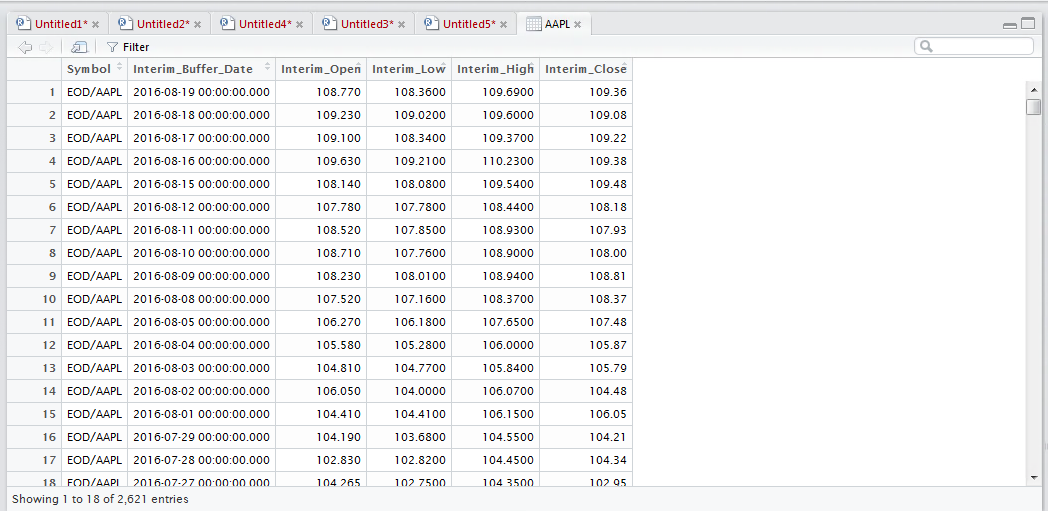 Untitled1* Untitled2* Untitled4* Untitled3* Untitled5* AAPL
Filter
Symbol Interim_Buffer_Date Interim_Open Interim_Low Interim_High Interim_Close
1 EOD/AAPL 2016-08-19 00:00:00.000 108.770 108.3600 109.6900 109.36
2 EOD/AAPL 2016-08-18 00:00:00.000 109.230 109.0200 109.6000 109.08
3 EOD/AAPL 2016-08-17 00:00:00.000 109.100 108.3400 109.3700 109.22
4 EOD/AAPL 2016-08-16 00:00:00.000 109.630 109.2100 110.2300 109.38
5 EOD/AAPL 2016-08-15 00:00:00.000 108.140 108.0800 109.5400 109.48
6 EOD/AAPL 2016-08-12 00:00:00.000 107.780 107.7800 108.4400 108.18
7 EOD/AAPL 2016-08-11 00:00:00.000 108.520 107.8500 108.9300 107.93
8 EOD/AAPL 2016-08-10 00:00:00.000 108.710 107.7600 108.9000 108.00
9 EOD/AAPL 2016-08-09 00:00:00.000 108.230 108.0100 108.9400 108.81
10 EOD/AAPL 2016-08-08 00:00:00.000 107.520 107.1600 108.3700 108.37
11 EOD/AAPL 2016-08-05 00:00:00.000 106.270 106.1800 107.6500 107.48
12 EOD/AAPL 2016-08-04 00:00:00.000 105.580 105.2800 106.0000 105.87
13 EOD/AAPL 2016-08-03 00:00:00.000 104.810 104.7700 105.8400 105.79
14 EOD/AAPL 2016-08-02 00:00:00.000 106.050 104.0000 106.0700 104.48
15 EOD/AAPL 2016-08-01 00:00:00.000 104.410 104.4100 106.1500 106.05
16 EOD/AAPL 2016-07-29 00:00:00.000 104.190 103.6800 104.5500 104.21
17 EOD/AAPL 2016-07-28 00:00:00.000 102.830 102.8200 104.4500 104.34
18 EOD/AAPL 2016-07-27 00:00:00.000 104.265 102.7500 104.3500 102.95
Showing 1 to 18 of 2,621 entries